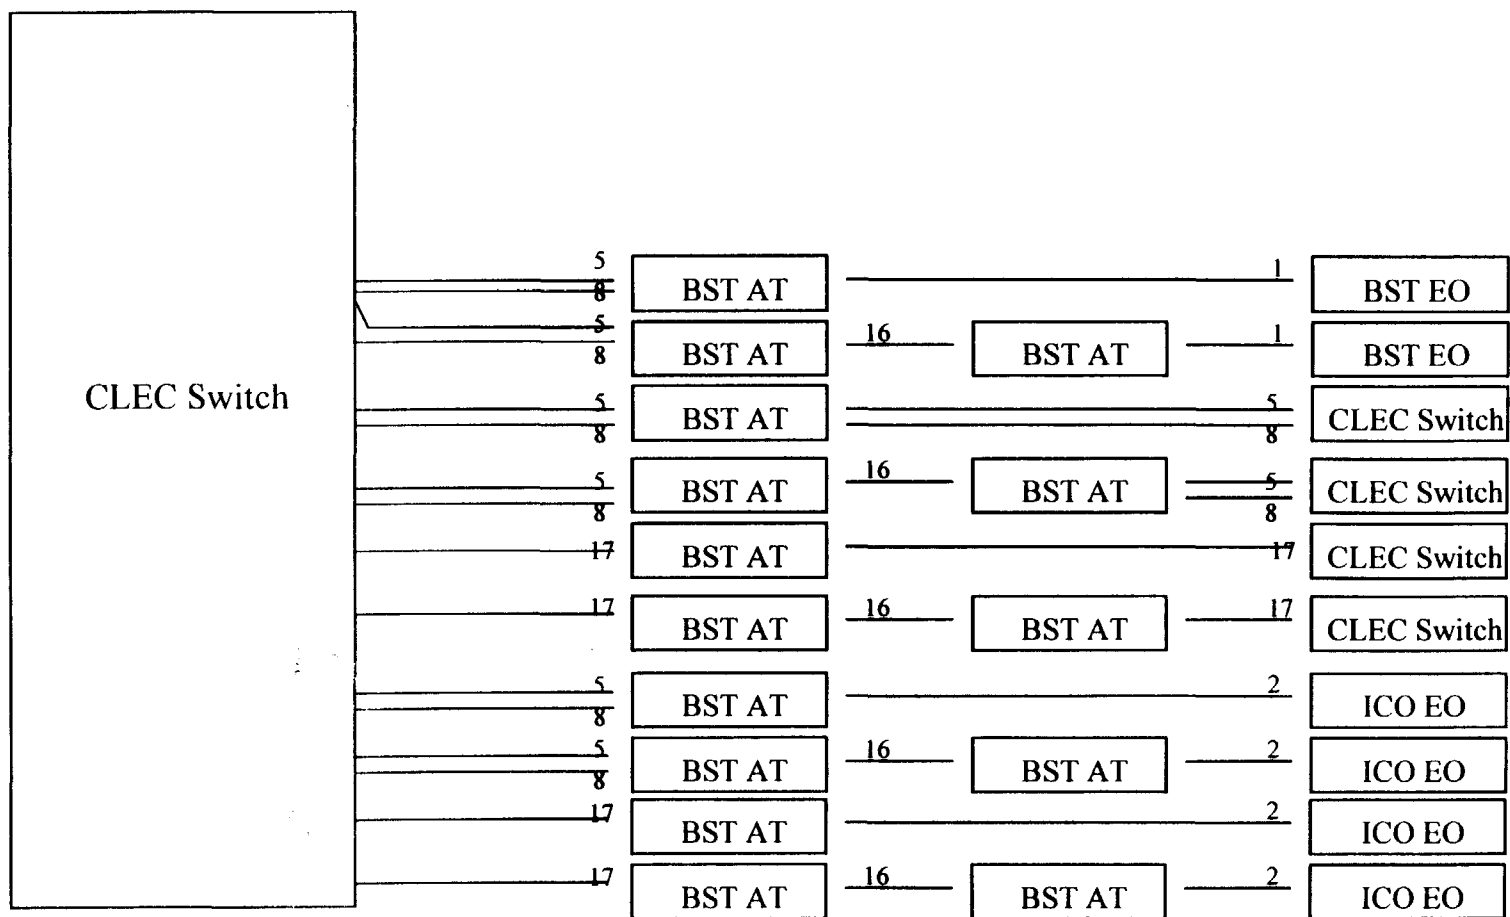 5
8
BST AT
1
BST EO
5
8
BST AT
16
BST AT
1
BST EO
CLEC Switch
5
8
BST AT
5
8
CLEC Switch
5
8
BST AT
16
BST AT
5
8
CLEC Switch
17
BST AT
17
CLEC Switch
17
BST AT
16
BST AT
17
CLEC Switch
5
8
BST AT
2
ICO EO
5
8
BST AT
16
BST AT
2
ICO EO
17
BST AT
2
ICO EO
17
BST AT
16
BST AT
2
ICO EO